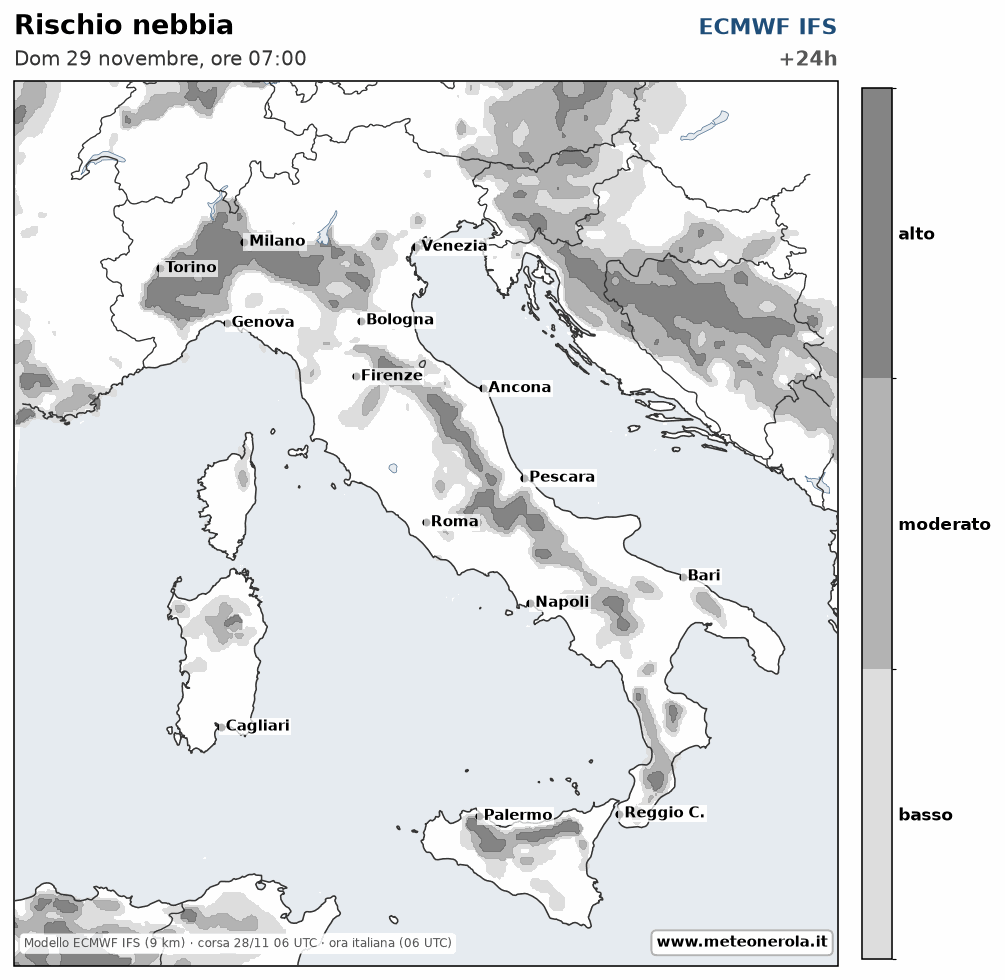 Rischio nebbia
ECMWF IFS
Dom 29 novembre, ore 07:00
+24h
alto
moderato
basso
Milano
Venezia
Torino
Genova
Bologna
Firenze
Ancona
Pescara
Roma
Bari
Napoli
Cagliari
Palermo
Reggio C.
Modello ECMWF IFS (9 km) · corsa 28/11 06 UTC · ora italiana (06 UTC)
www.meteonerola.it